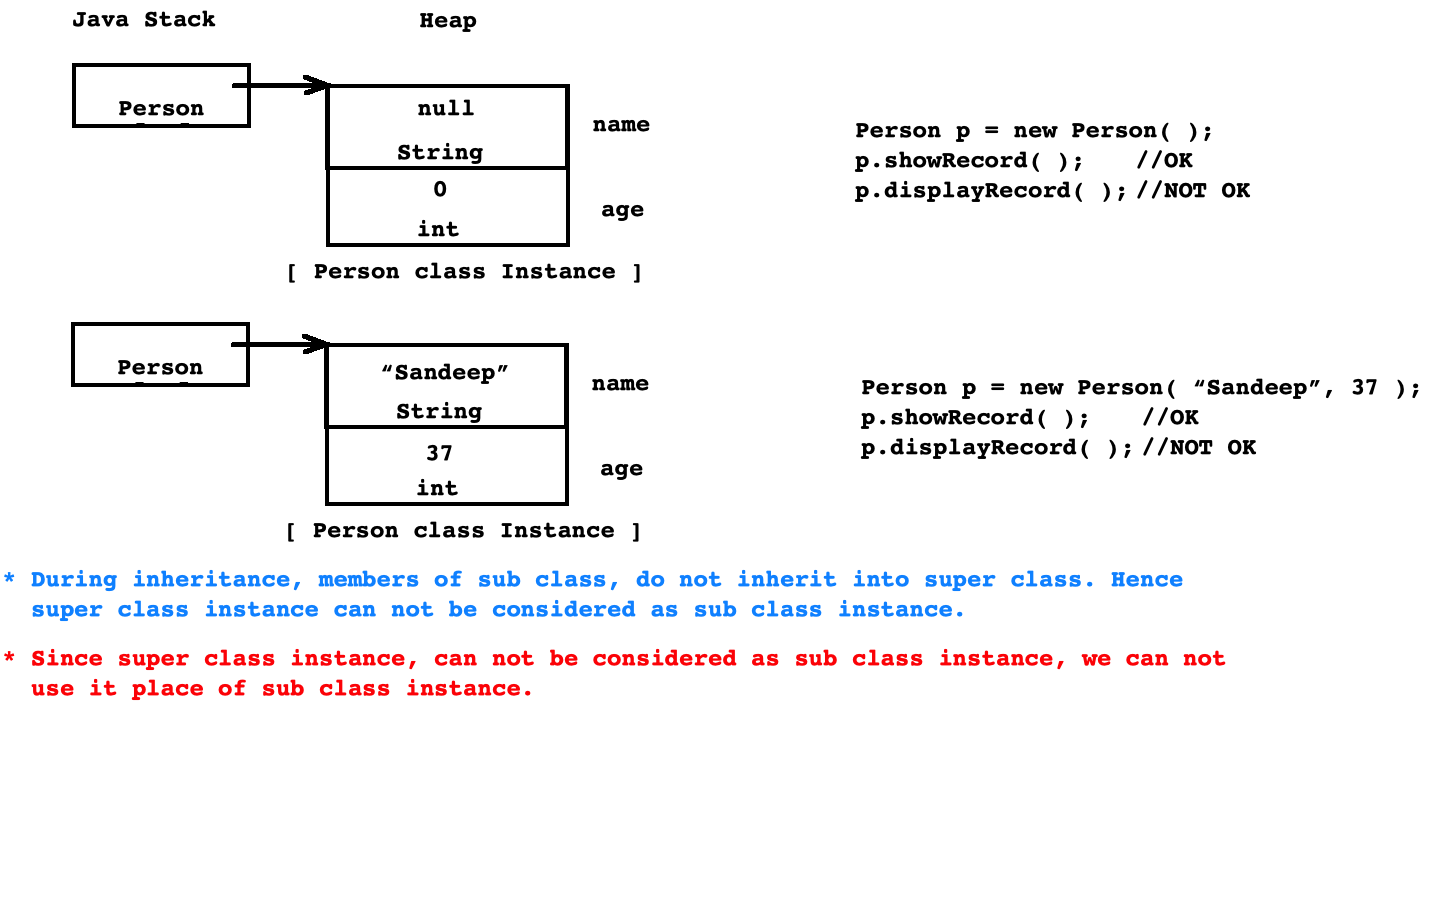 Java Stack
Heap
Person
null
String
name
0
int
age
[ Person class Instance ]
Person p = new Person( );
p.showRecord( ); //OK
p.displayRecord( ); //NOT OK
Person
“Sandeep”
String
name
37
int
age
[ Person class Instance ]
Person p = new Person( “Sandeep”, 37 );
p.showRecord( ); //OK
p.displayRecord( ); //NOT OK
* During inheritance, members of sub class, do not inherit into super class. Hence
super class instance can not be considered as sub class instance.
* Since super class instance, can not be considered as sub class instance, we can not
use it place of sub class instance.